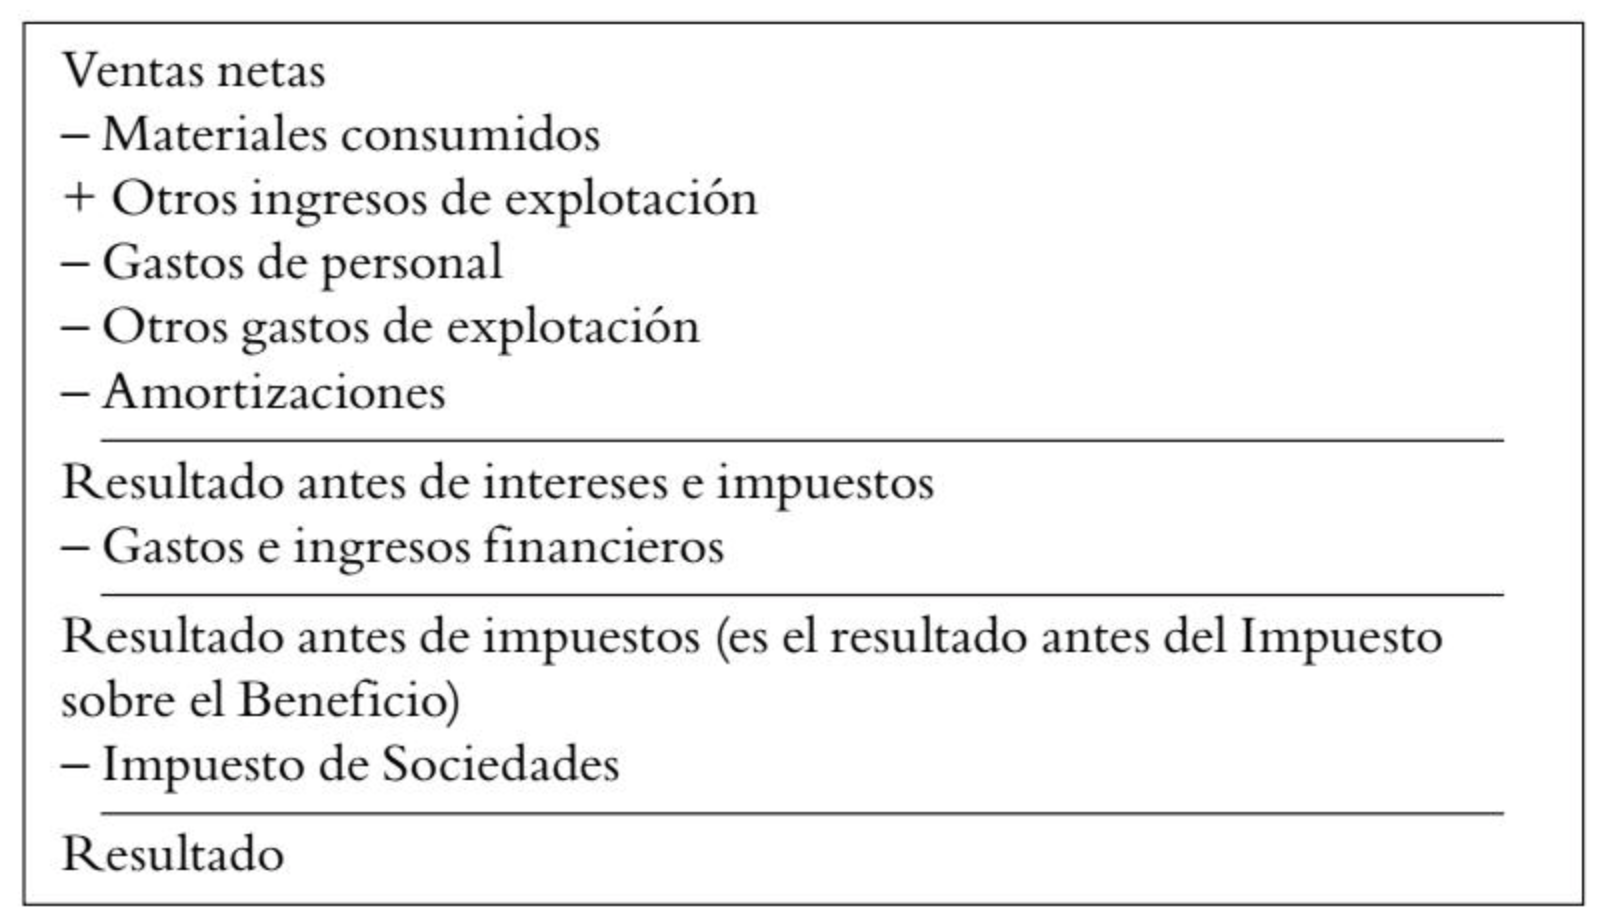 Ventas netas
– Materiales consumidos
+ Otros ingresos de explotación
– Gastos de personal
– Otros gastos de explotación
– Amortizaciones
Resultado antes de intereses e impuestos
– Gastos e ingresos financieros
Resultado antes de impuestos (es el resultado antes del Impuesto
sobre el Beneficio)
– Impuesto de Sociedades
Resultado